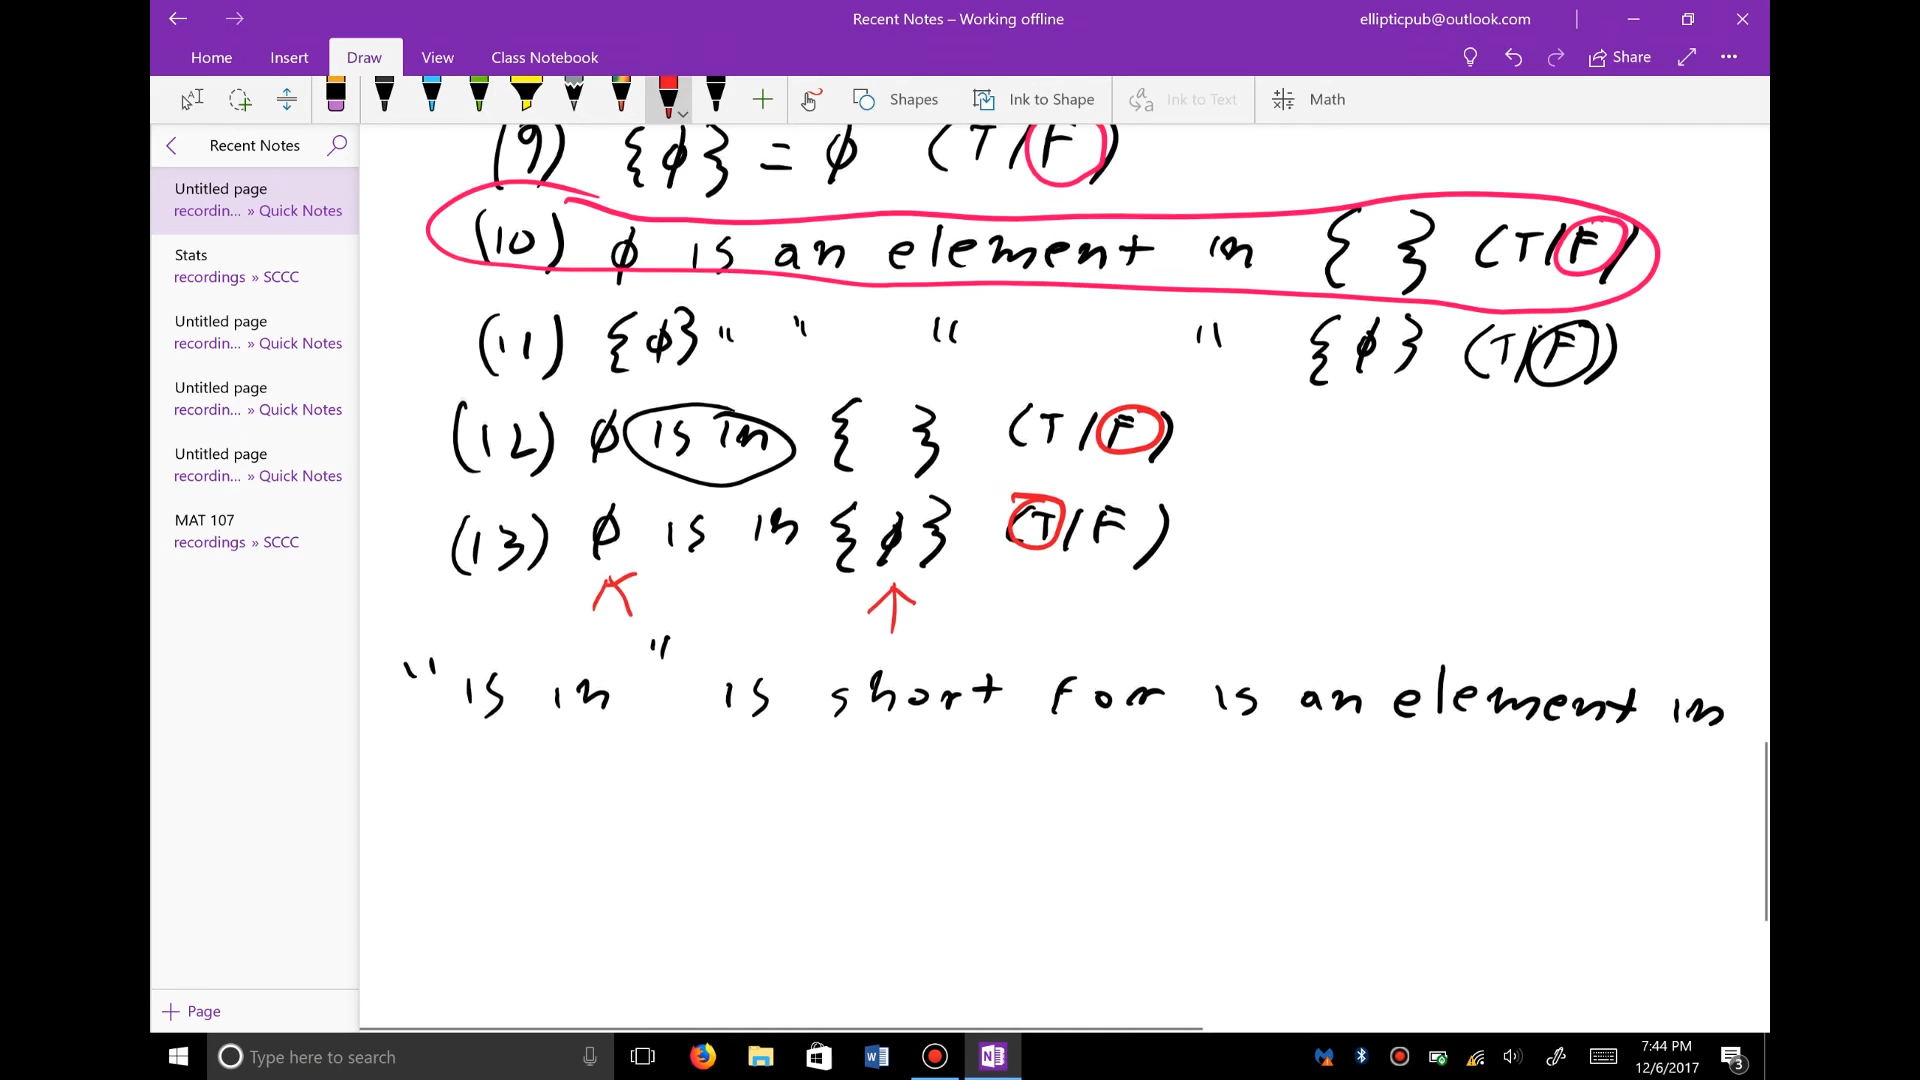 Recent Notes – Working offline
ellipticpub@outlook.com
Home Insert Draw View Class Notebook
Share
Shapes Ink to Shape Ink to Text Math
Recent Notes
Untitled page
recordin... » Quick Notes
Stats
recordings » SCCC
Untitled page
recordin... » Quick Notes
Untitled page
recordin... » Quick Notes
Untitled page
recordin... » Quick Notes
MAT 107
recordings » SCCC
Page
(9) {ϕ} = ϕ (T/F)
(10) ϕ is an element in { } (T/F)
(11) {ϕ} " " " " {ϕ} (T/F)
(12) ϕ is in { } (T/F)
(13) ϕ is in {ϕ} (T/F)
"is in" is short for is an element in
Type here to search
7:44 PM
12/6/2017
3